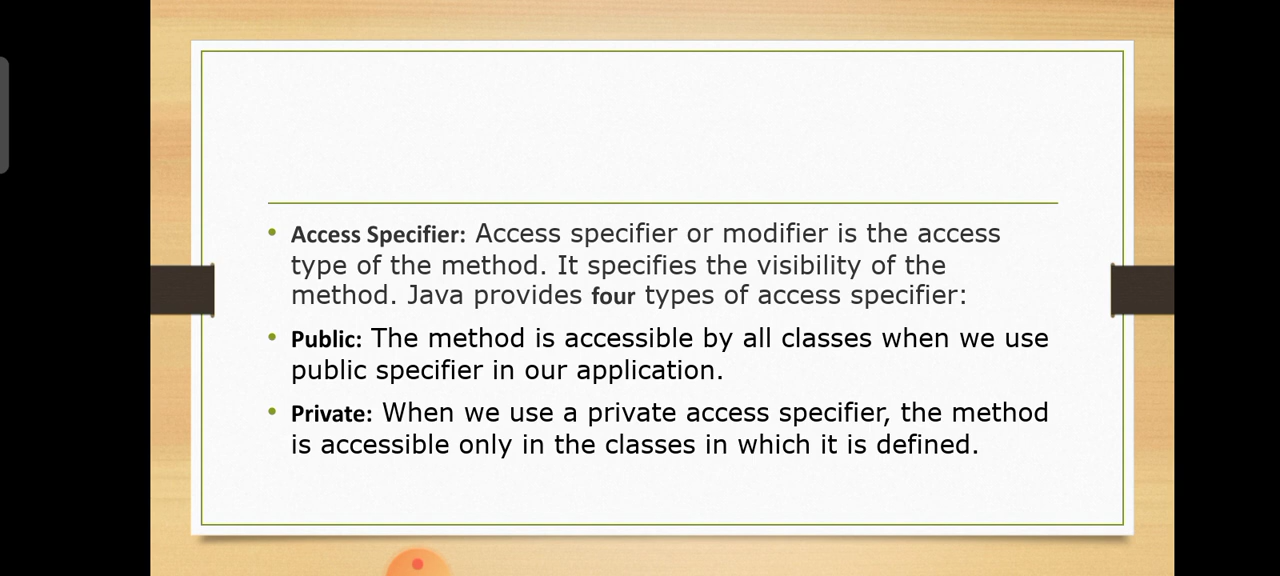 • Access Specifier: Access specifier or modifier is the access
type of the method. It specifies the visibility of the
method. Java provides four types of access specifier:
• Public: The method is accessible by all classes when we use
public specifier in our application.
• Private: When we use a private access specifier, the method
is accessible only in the classes in which it is defined.